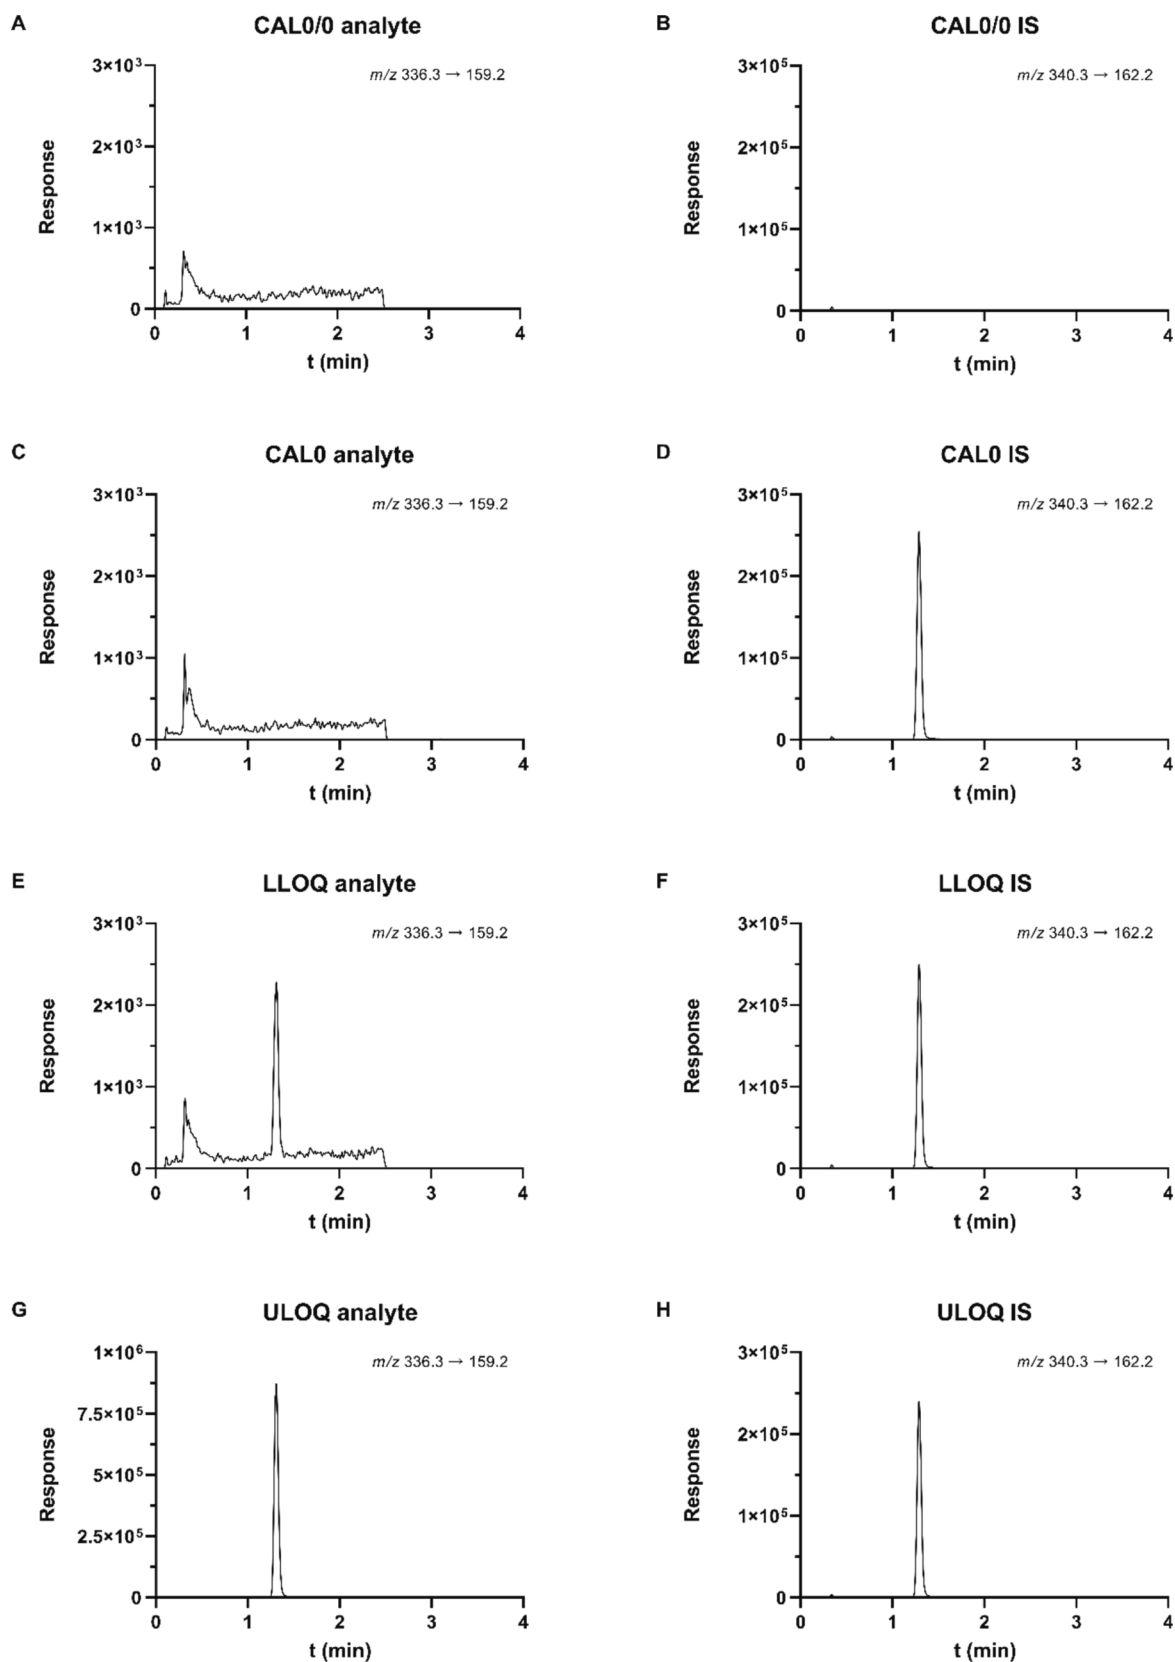 A
CAL0/0 analyte
m/z 336.3 → 159.2
3×10³
2×10³
1×10³
0
Response
0 1 2 3 4
t (min)
B
CAL0/0 IS
m/z 340.3 → 162.2
3×10⁵
2×10⁵
1×10⁵
0
Response
0 1 2 3 4
t (min)
C
CAL0 analyte
m/z 336.3 → 159.2
3×10³
2×10³
1×10³
0
Response
0 1 2 3 4
t (min)
D
CAL0 IS
m/z 340.3 → 162.2
3×10⁵
2×10⁵
1×10⁵
0
Response
0 1 2 3 4
t (min)
E
LLOQ analyte
m/z 336.3 → 159.2
3×10³
2×10³
1×10³
0
Response
0 1 2 3 4
t (min)
F
LLOQ IS
m/z 340.3 → 162.2
3×10⁵
2×10⁵
1×10⁵
0
Response
0 1 2 3 4
t (min)
G
ULOQ analyte
m/z 336.3 → 159.2
1×10⁶
7.5×10⁵
5×10⁵
2.5×10⁵
0
Response
0 1 2 3 4
t (min)
H
ULOQ IS
m/z 340.3 → 162.2
3×10⁵
2×10⁵
1×10⁵
0
Response
0 1 2 3 4
t (min)